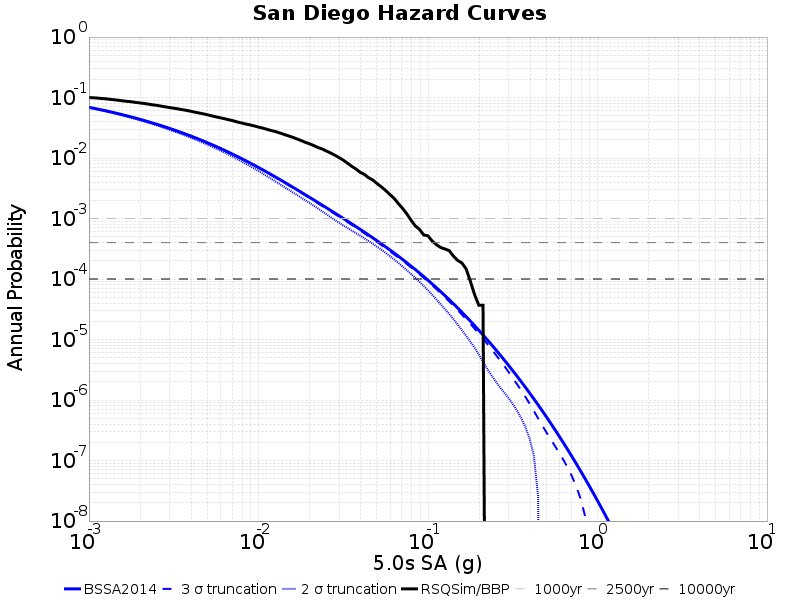 San Diego Hazard Curves
Annual Probability
10^0
10^-1
10^-2
10^-3
10^-4
10^-5
10^-6
10^-7
10^-8
10^-3 10^-2 10^-1 10^0 10^1
5.0s SA (g)
BSSA2014 3 σ truncation 2 σ truncation RSQSim/BBP 1000yr 2500yr 10000yr